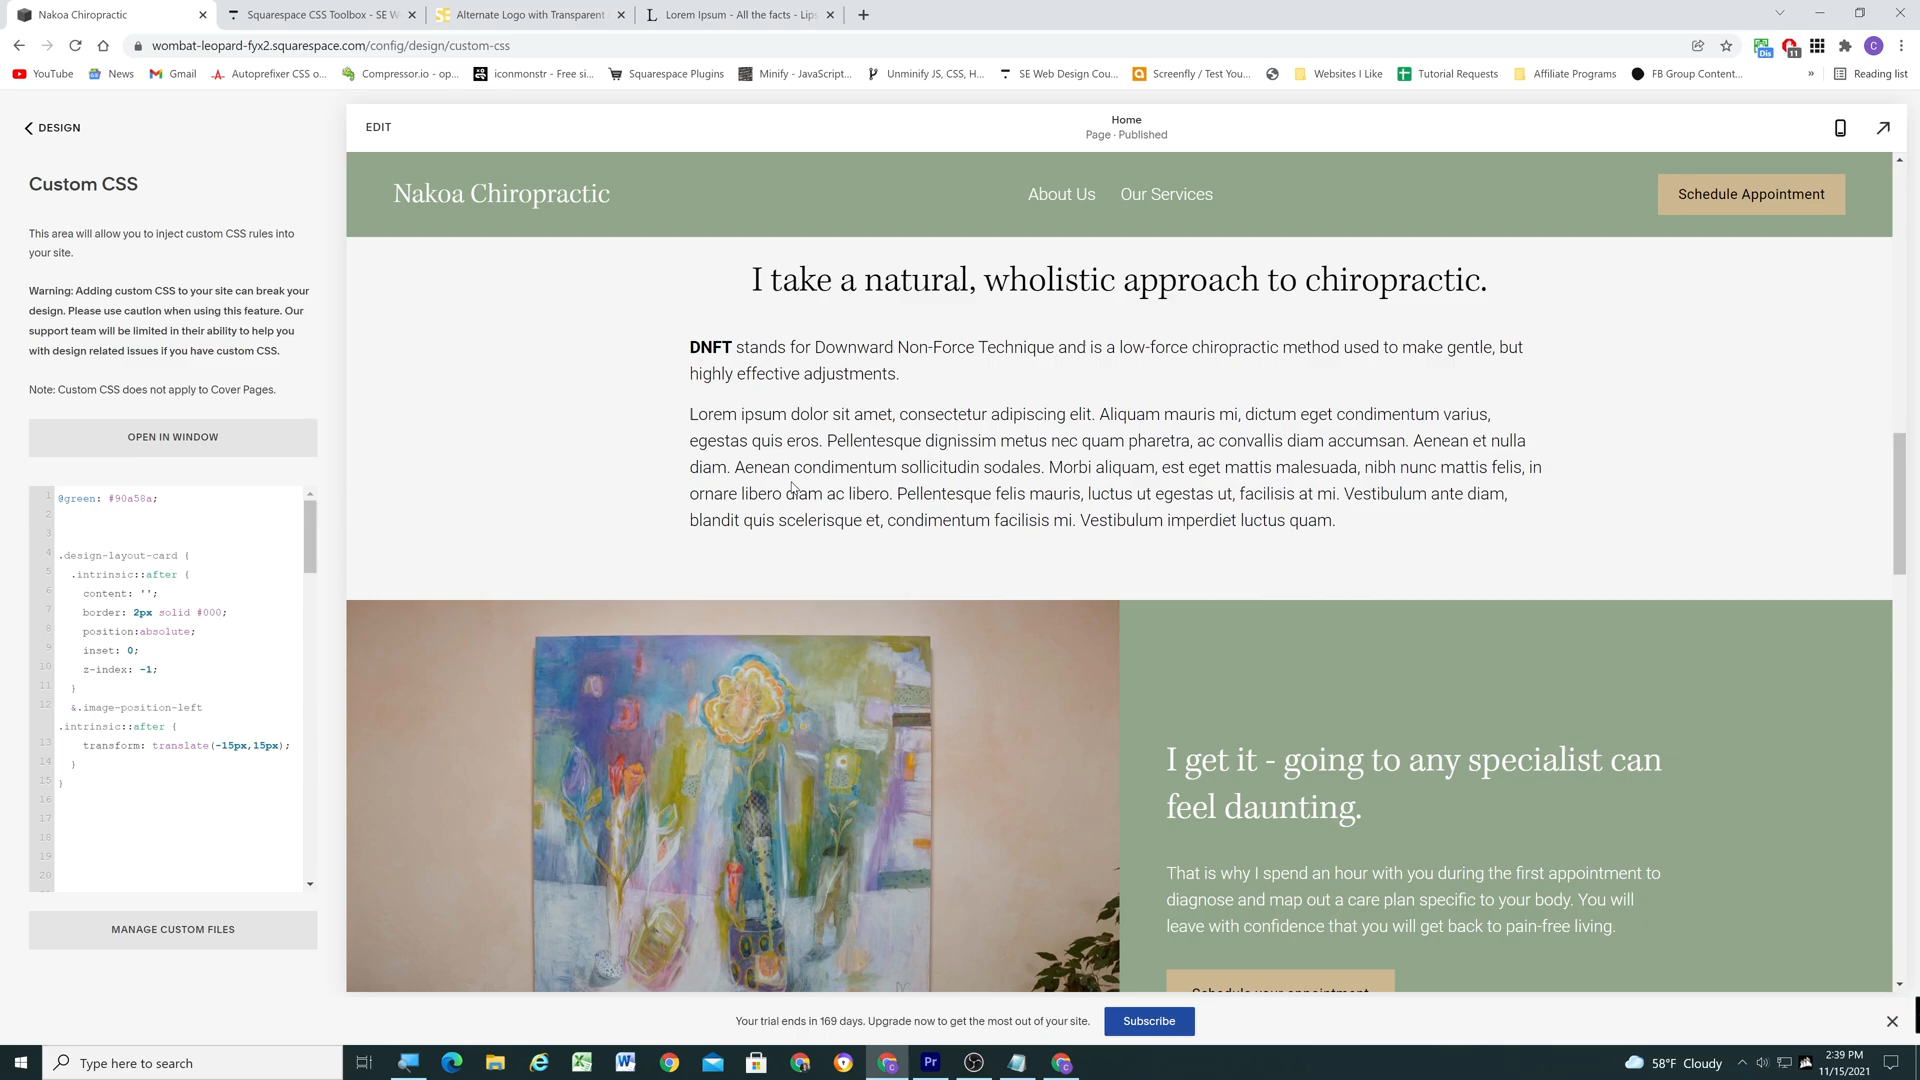 Nakoa Chiropractic
Squarespace CSS Toolbox - SE W
Alternate Logo with Transparent
Lorem Ipsum - All the facts - Lips
wombat-leopard-fyx2.squarespace.com/config/design/custom-css
YouTube
News
Gmail
Autoprefixer CSS o...
Compressor.io - op...
iconmonstr - Free si...
Squarespace Plugins
Minify - JavaScript...
Unminify JS, CSS, H...
SE Web Design Cou...
Screenfly / Test You...
Websites I Like
Tutorial Requests
Affiliate Programs
FB Group Content...
»
Reading list
DESIGN
Custom CSS
This area will allow you to inject custom CSS rules into
your site.
Warning: Adding custom CSS to your site can break your
design. Please use caution when using this feature. Our
support team will be limited in their ability to help you
with design related issues if you have custom CSS.
Note: Custom CSS does not apply to Cover Pages.
OPEN IN WINDOW
1 @green: #90a58a;
2
3
4 .design-layout-card {
5 .intrinsic::after {
6 content: '';
7 border: 2px solid #000;
8 position:absolute;
9 inset: 0;
10 z-index: -1;
11 }
12 &.image-position-left
.intrinsic::after {
13 transform: translate(-15px,15px);
14 }
15 }
16
17
18
19
20
MANAGE CUSTOM FILES
EDIT
Home
Page · Published
Nakoa Chiropractic
About Us
Our Services
Schedule Appointment
I take a natural, wholistic approach to chiropractic.
DNFT stands for Downward Non-Force Technique and is a low-force chiropractic method used to make gentle, but
highly effective adjustments.
Lorem ipsum dolor sit amet, consectetur adipiscing elit. Aliquam mauris mi, dictum eget condimentum varius,
egestas quis eros. Pellentesque dignissim metus nec quam pharetra, ac convallis diam accumsan. Aenean et nulla
diam. Aenean condimentum sollicitudin sodales. Morbi aliquam, est eget mattis malesuada, nibh nunc mattis felis, in
ornare libero diam ac libero. Pellentesque felis mauris, luctus ut egestas ut, facilisis at mi. Vestibulum ante diam,
blandit quis scelerisque et, condimentum facilisis mi. Vestibulum imperdiet luctus quam.
I get it - going to any specialist can
feel daunting.
That is why I spend an hour with you during the first appointment to
diagnose and map out a care plan specific to your body. You will
leave with confidence that you will get back to pain-free living.
Schedule your appointment
Your trial ends in 169 days. Upgrade now to get the most out of your site.
Subscribe
Type here to search
58°F Cloudy
2:39 PM
11/15/2021